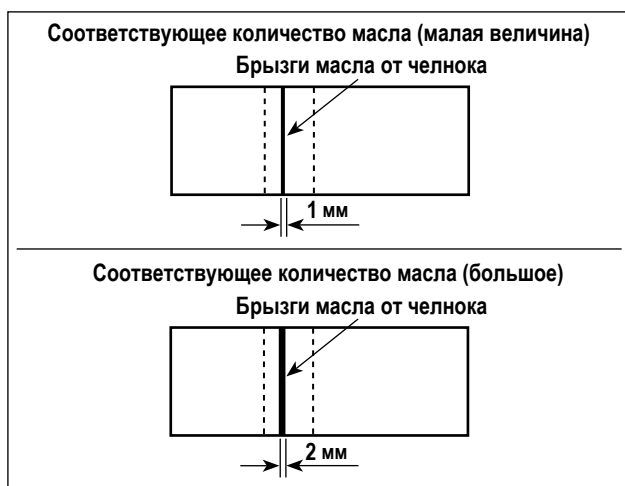 Соответствующее количество масла (малая величина)
Брызги масла от челнока
1 мм
Соответствующее количество масла (большое)
Брызги масла от челнока
2 мм